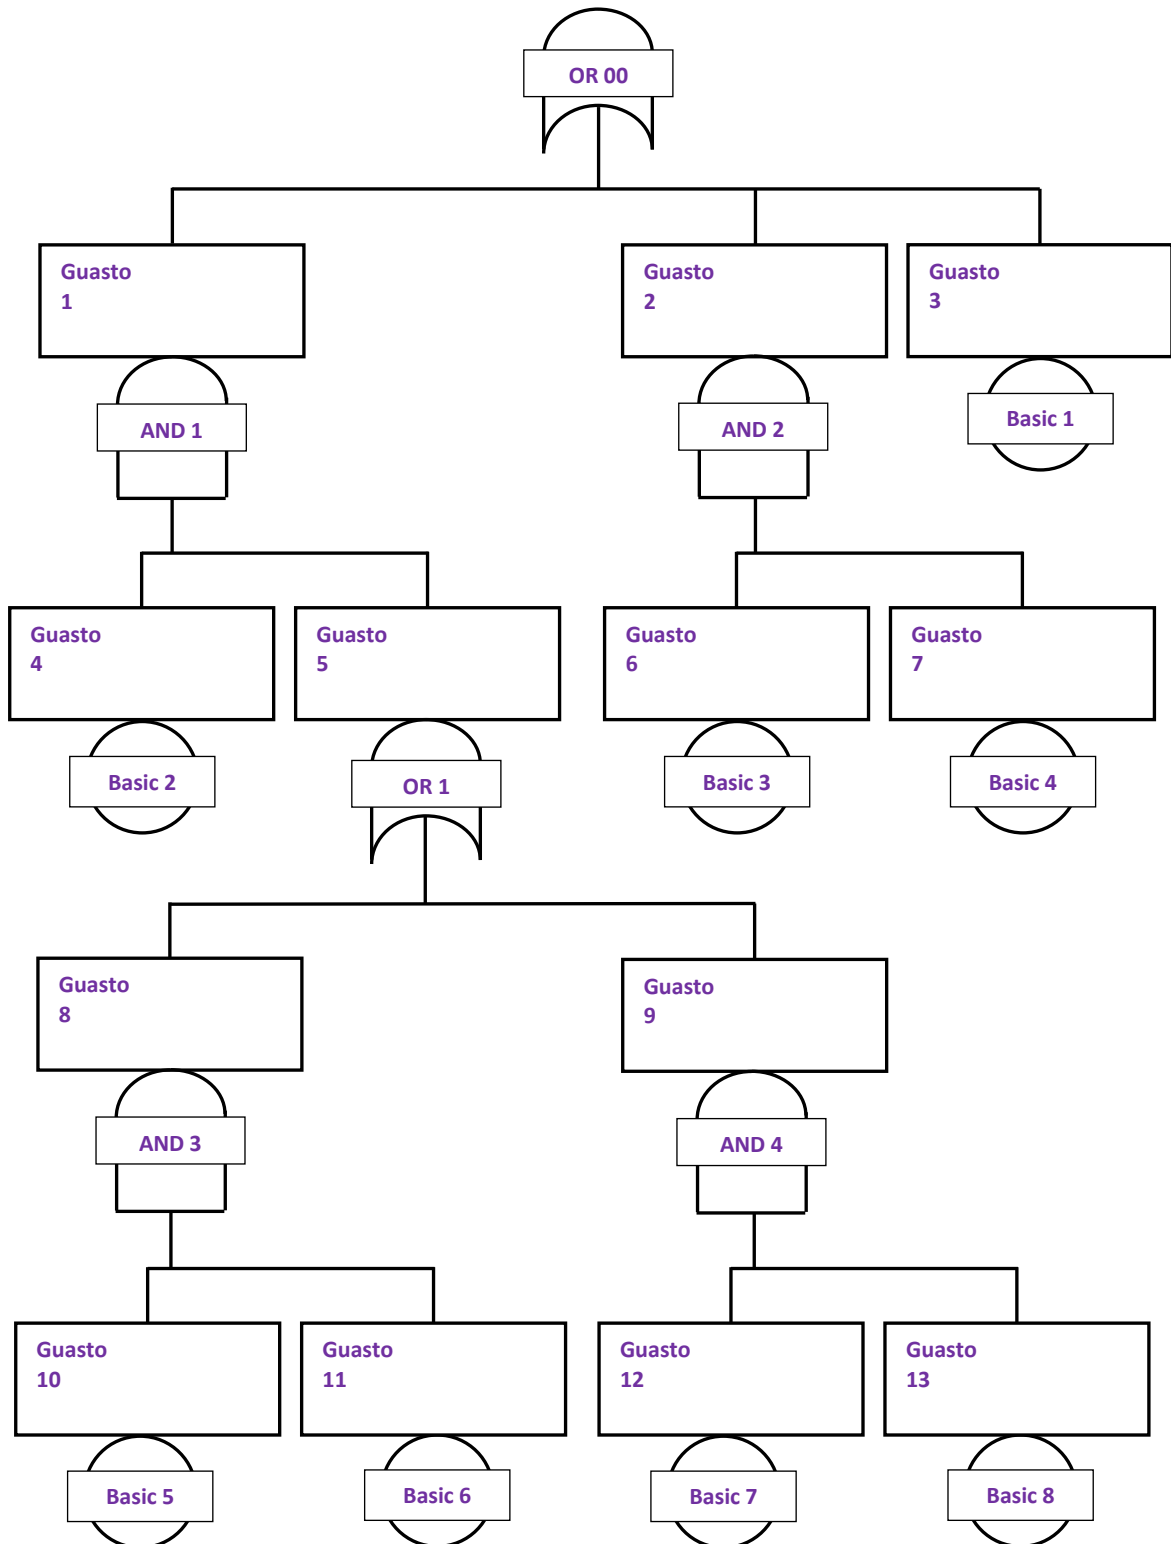 OR 00
Guasto
1
Guasto
2
Guasto
3
AND 1
AND 2
Basic 1
Guasto
4
Guasto
5
Guasto
6
Guasto
7
Basic 2
OR 1
Basic 3
Basic 4
Guasto
8
Guasto
9
AND 3
AND 4
Guasto
10
Guasto
11
Guasto
12
Guasto
13
Basic 5
Basic 6
Basic 7
Basic 8